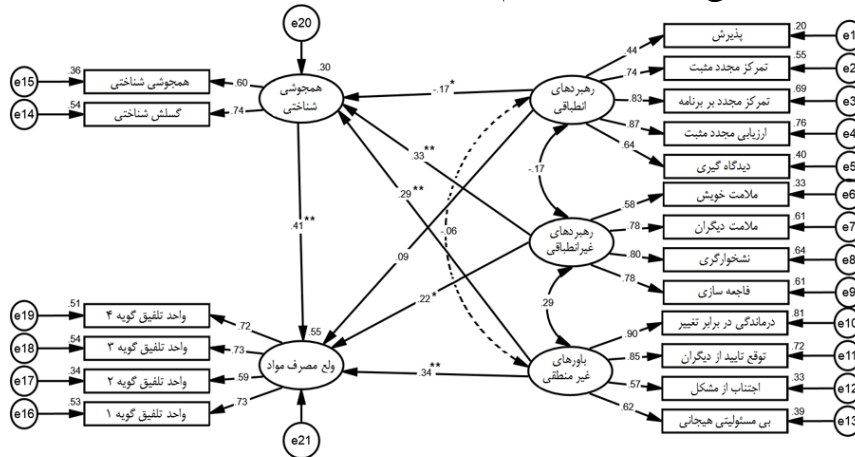 e20
.30
همجوشی
شناختی
e15
.36
همجوشی شناختی
.60
e14
.54
گسلش شناختی
.74
-.17*
.33**
.29**
-.06
.41**
.09
.22*
.34**
رهبردهای
انطباقی
.44
پذیرش
.20
e1
.74
تمرکز مجدد مثبت
.55
e2
.83
تمرکز مجدد بر برنامه
.69
e3
.87
ارزیابی مجدد مثبت
.76
e4
.64
دیدگاه گیری
.40
e5
-.17
رهبردهای
غیرانطباقی
.58
ملامت خویش
.33
e6
.78
ملامت دیگران
.61
e7
.80
نشخوارگری
.64
e8
.78
فاجعه سازی
.61
e9
.29
باورهای
غیر منطقی
.90
درماندگی در برابر تغییر
.81
e10
.85
توقع تایید از دیگران
.72
e11
.57
اجتناب از مشکل
.33
e12
.62
بی مسئولیتی هیجانی
.39
e13
e19
.51
واحد تلفیق گویه ۴
.72
e18
.54
واحد تلفیق گویه ۳
.73
e17
.34
واحد تلفیق گویه ۲
.59
e16
.53
واحد تلفیق گویه ۱
.73
.55
ولع مصرف مواد
e21